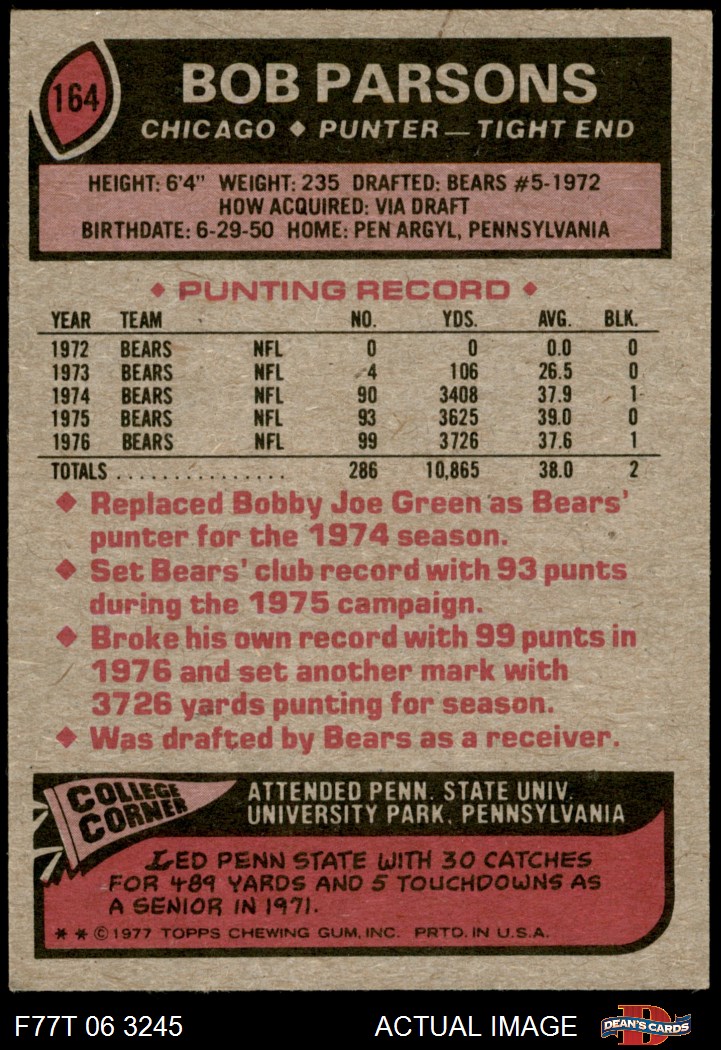 164
BOB PARSONS
CHICAGO ♦ PUNTER — TIGHT END
HEIGHT: 6'4" WEIGHT: 235 DRAFTED: BEARS #5-1972
HOW ACQUIRED: VIA DRAFT
BIRTHDATE: 6-29-50 HOME: PEN ARGYL, PENNSYLVANIA
♦ PUNTING RECORD ♦
YEAR TEAM NO. YDS. AVG. BLK.
1972 BEARS NFL 0 0 0.0 0
1973 BEARS NFL 4 106 26.5 0
1974 BEARS NFL 90 3408 37.9 1
1975 BEARS NFL 93 3625 39.0 0
1976 BEARS NFL 99 3726 37.6 1
TOTALS ................ 286 10,865 38.0 2
♦ Replaced Bobby Joe Green as Bears'
punter for the 1974 season.
♦ Set Bears' club record with 93 punts
during the 1975 campaign.
♦ Broke his own record with 99 punts in
1976 and set another mark with
3726 yards punting for season.
♦ Was drafted by Bears as a receiver.
COLLEGE
CORNER
ATTENDED PENN. STATE UNIV.
UNIVERSITY PARK, PENNSYLVANIA
LED PENN STATE WITH 30 CATCHES
FOR 489 YARDS AND 5 TOUCHDOWNS AS
A SENIOR IN 1971.
** © 1977 TOPPS CHEWING GUM, INC. PRTD. IN U.S.A.
F77T 06 3245 ACTUAL IMAGE
D
DEAN'S CARDS